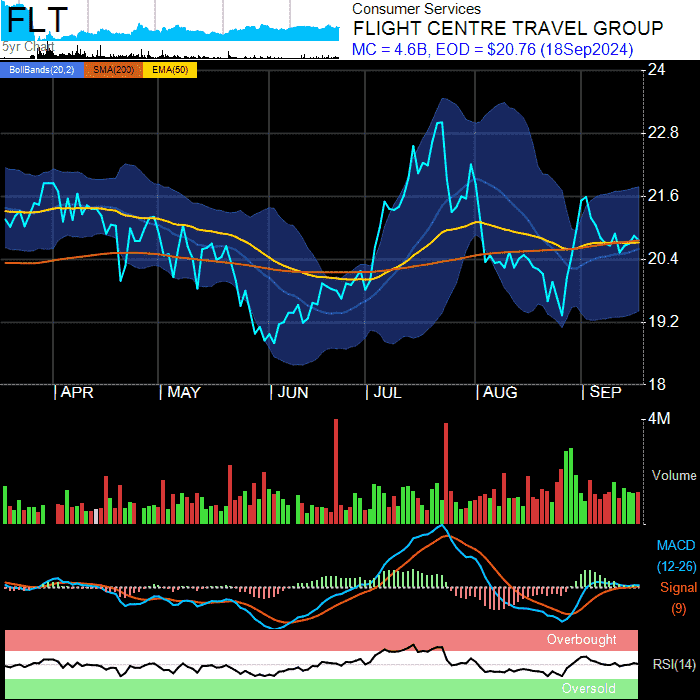 FLT
5yr Chart
Consumer Services
FLIGHT CENTRE TRAVEL GROUP
MC = 4.6B, EOD = $20.76 (18Sep2024)
BollBands(20,2) SMA(200) EMA(50)
24
22.8
21.6
20.4
19.2
18
APR MAY JUN JUL AUG SEP
4M
Volume
MACD
(12-26)
Signal
(9)
Overbought
RSI(14)
Oversold